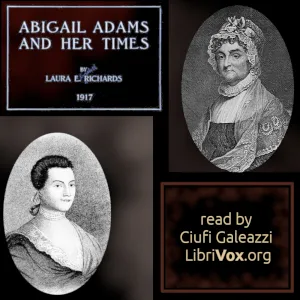 ABIGAIL ADAMS
AND HER TIMES
BY
LAURA E. RICHARDS
1917
read by
Ciufi Galeazzi
LibriVox.org